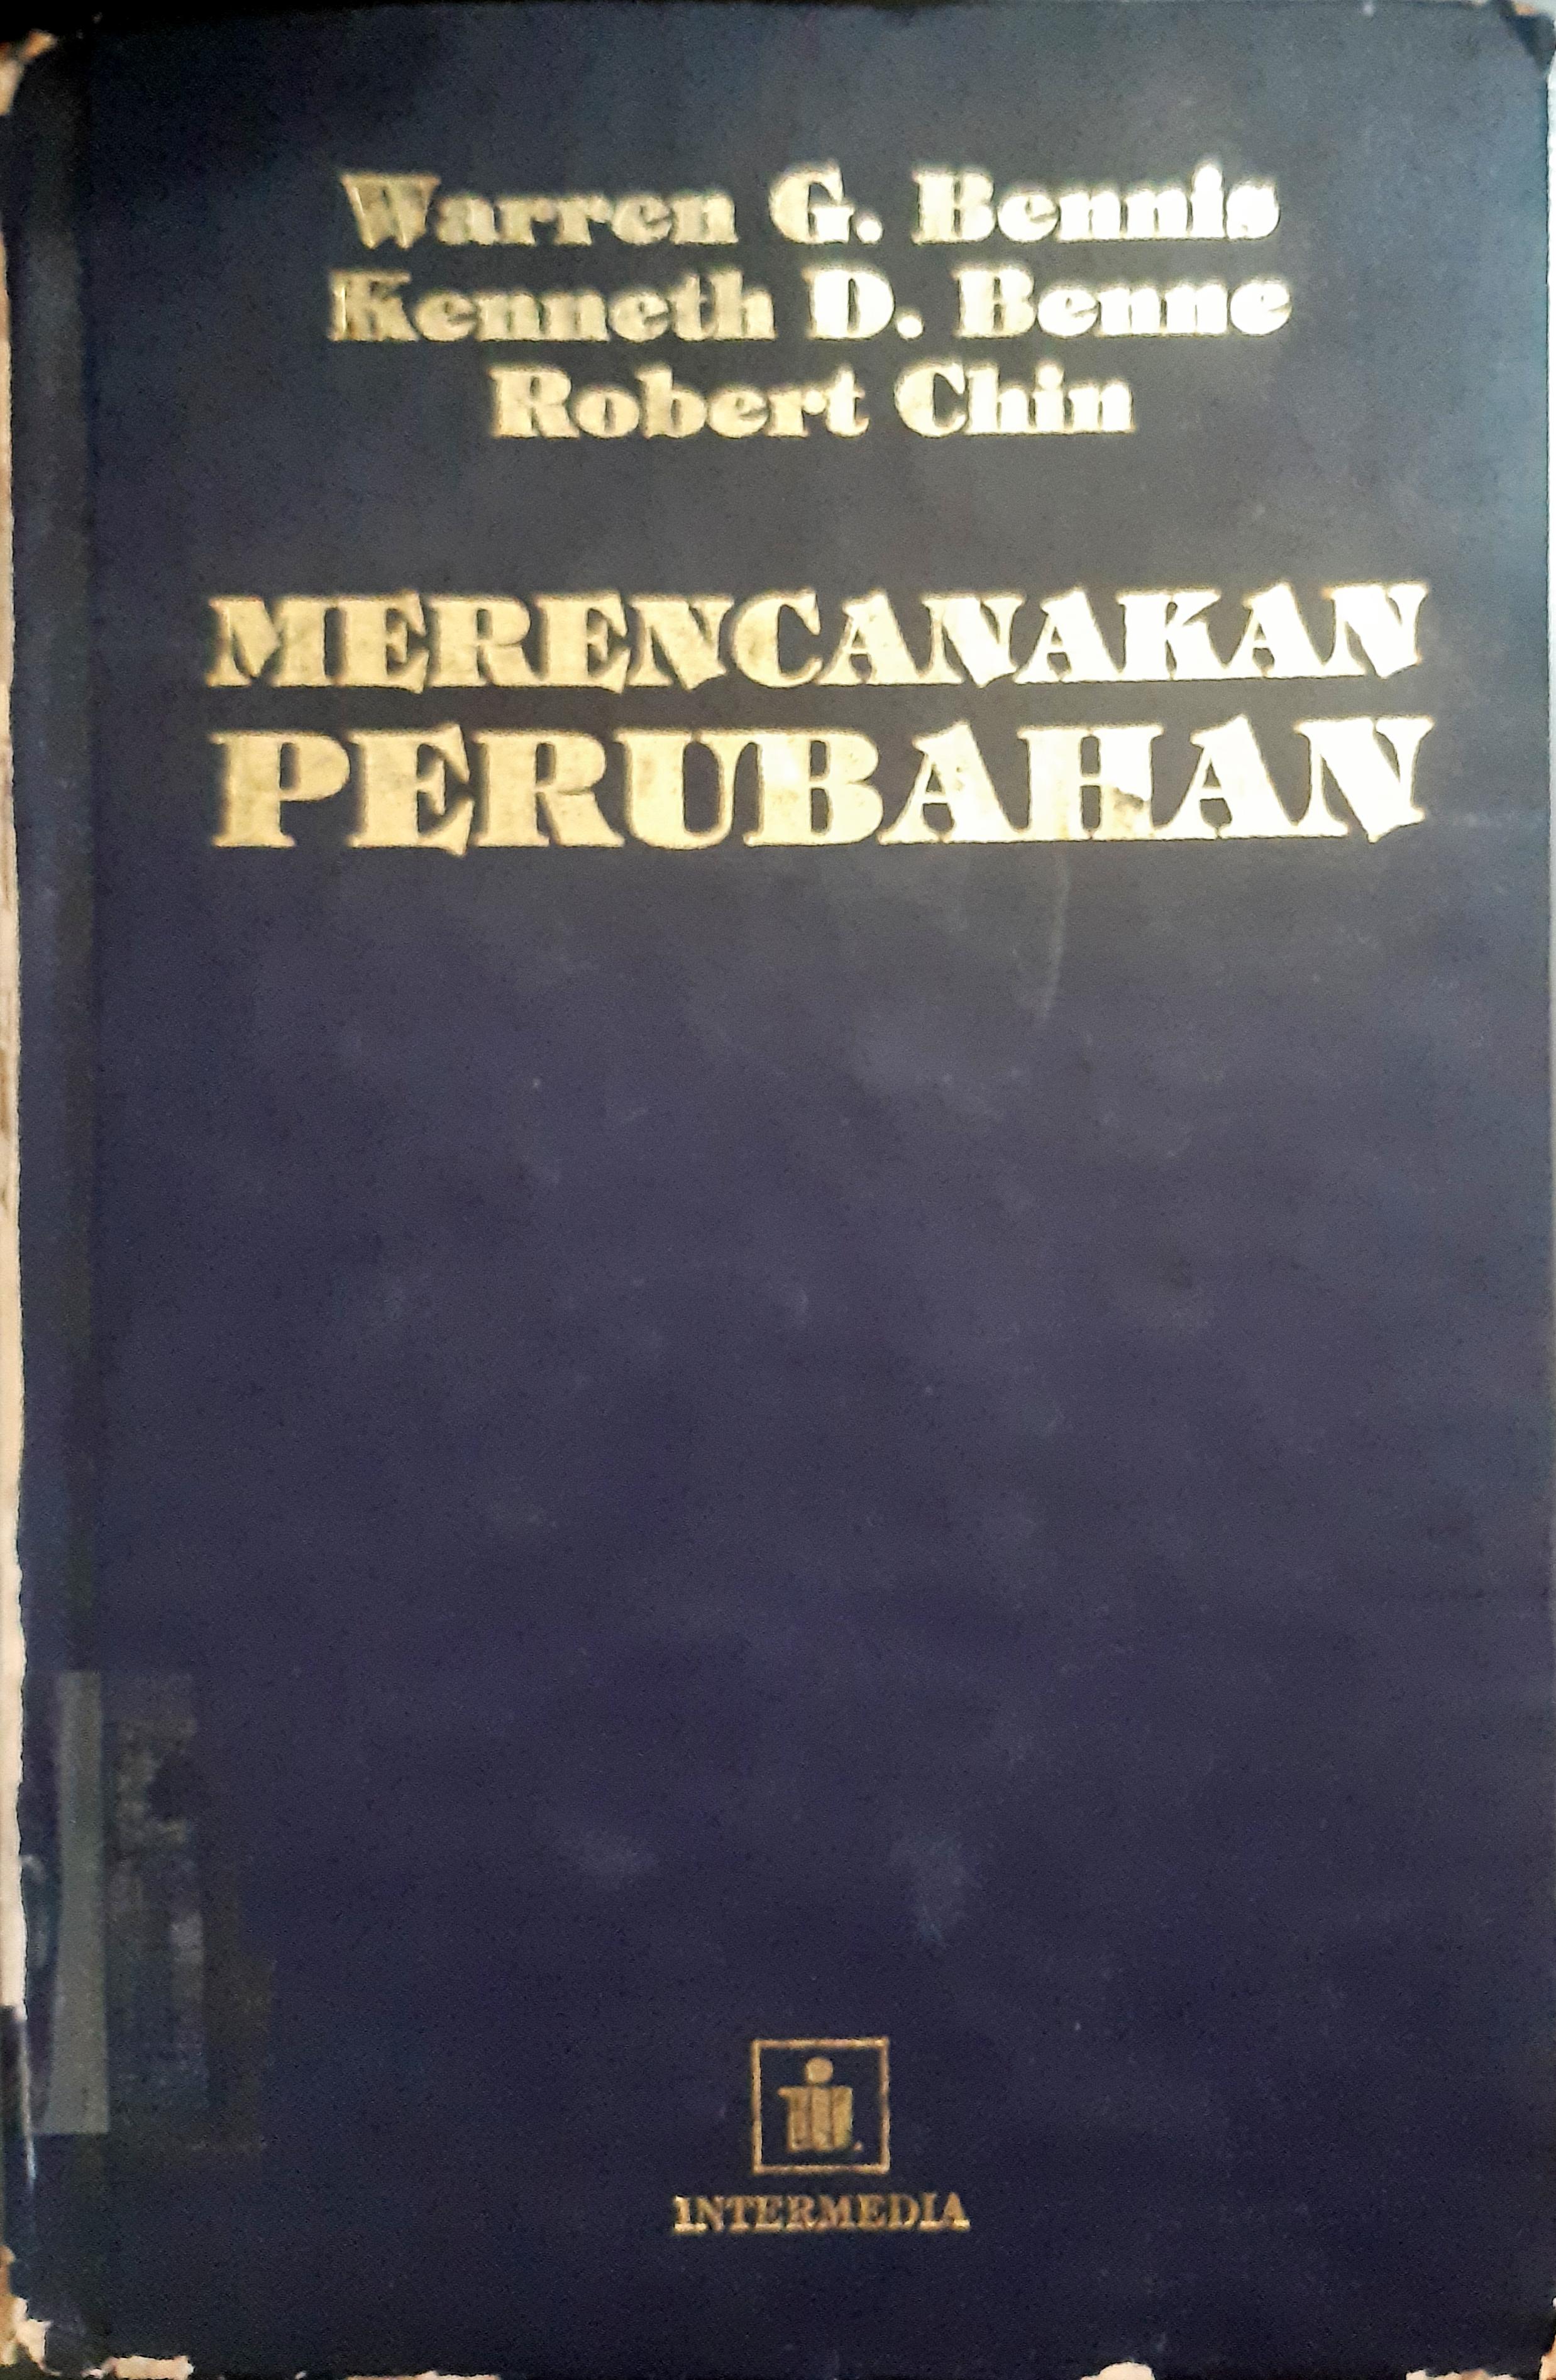 Warren G. Bennis
Kenneth D. Benne
Robert Chin
MERENCANAKAN
PERUBAHAN
INTERMEDIA